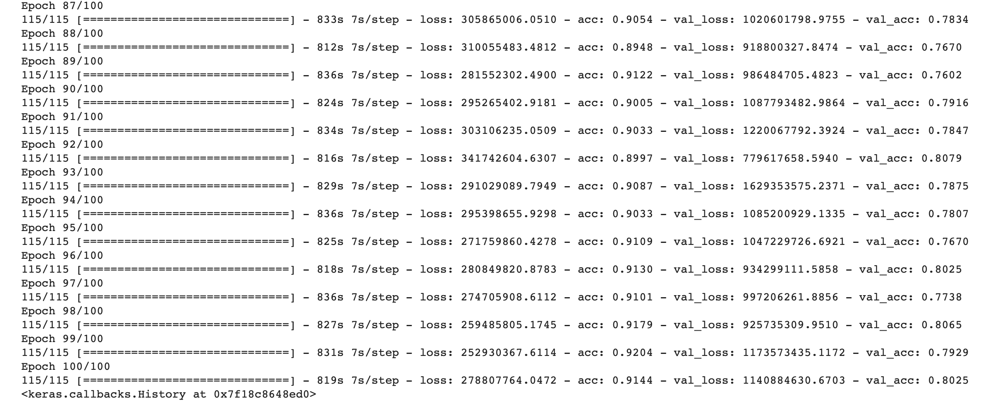 Epoch 87/100
115/115 [==============================] - 833s 7s/step - loss: 305865006.0510 - acc: 0.9054 - val_loss: 1020601798.9755 - val_acc: 0.7834
Epoch 88/100
115/115 [==============================] - 812s 7s/step - loss: 310055483.4812 - acc: 0.8948 - val_loss: 918800327.8474 - val_acc: 0.7670
Epoch 89/100
115/115 [==============================] - 836s 7s/step - loss: 281552302.4900 - acc: 0.9122 - val_loss: 986484705.4823 - val_acc: 0.7602
Epoch 90/100
115/115 [==============================] - 824s 7s/step - loss: 295265402.9181 - acc: 0.9005 - val_loss: 1087793482.9864 - val_acc: 0.7916
Epoch 91/100
115/115 [==============================] - 834s 7s/step - loss: 303106235.0509 - acc: 0.9033 - val_loss: 1220067792.3924 - val_acc: 0.7847
Epoch 92/100
115/115 [==============================] - 816s 7s/step - loss: 341742604.6307 - acc: 0.8997 - val_loss: 779617658.5940 - val_acc: 0.8079
Epoch 93/100
115/115 [==============================] - 829s 7s/step - loss: 291029089.7949 - acc: 0.9087 - val_loss: 1629353575.2371 - val_acc: 0.7875
Epoch 94/100
115/115 [==============================] - 836s 7s/step - loss: 295398655.9298 - acc: 0.9033 - val_loss: 1085200929.1335 - val_acc: 0.7807
Epoch 95/100
115/115 [==============================] - 825s 7s/step - loss: 271759860.4278 - acc: 0.9109 - val_loss: 1047229726.6921 - val_acc: 0.7670
Epoch 96/100
115/115 [==============================] - 818s 7s/step - loss: 280849820.8783 - acc: 0.9130 - val_loss: 934299111.5858 - val_acc: 0.8025
Epoch 97/100
115/115 [==============================] - 836s 7s/step - loss: 274705908.6112 - acc: 0.9101 - val_loss: 997206261.8856 - val_acc: 0.7738
Epoch 98/100
115/115 [==============================] - 827s 7s/step - loss: 259485805.1745 - acc: 0.9179 - val_loss: 925735309.9510 - val_acc: 0.8065
Epoch 99/100
115/115 [==============================] - 831s 7s/step - loss: 252930367.6114 - acc: 0.9204 - val_loss: 1173573435.1172 - val_acc: 0.7929
Epoch 100/100
115/115 [==============================] - 819s 7s/step - loss: 278807764.0472 - acc: 0.9144 - val_loss: 1140884630.6703 - val_acc: 0.8025
<keras.callbacks.History at 0x7f18c8648ed0>